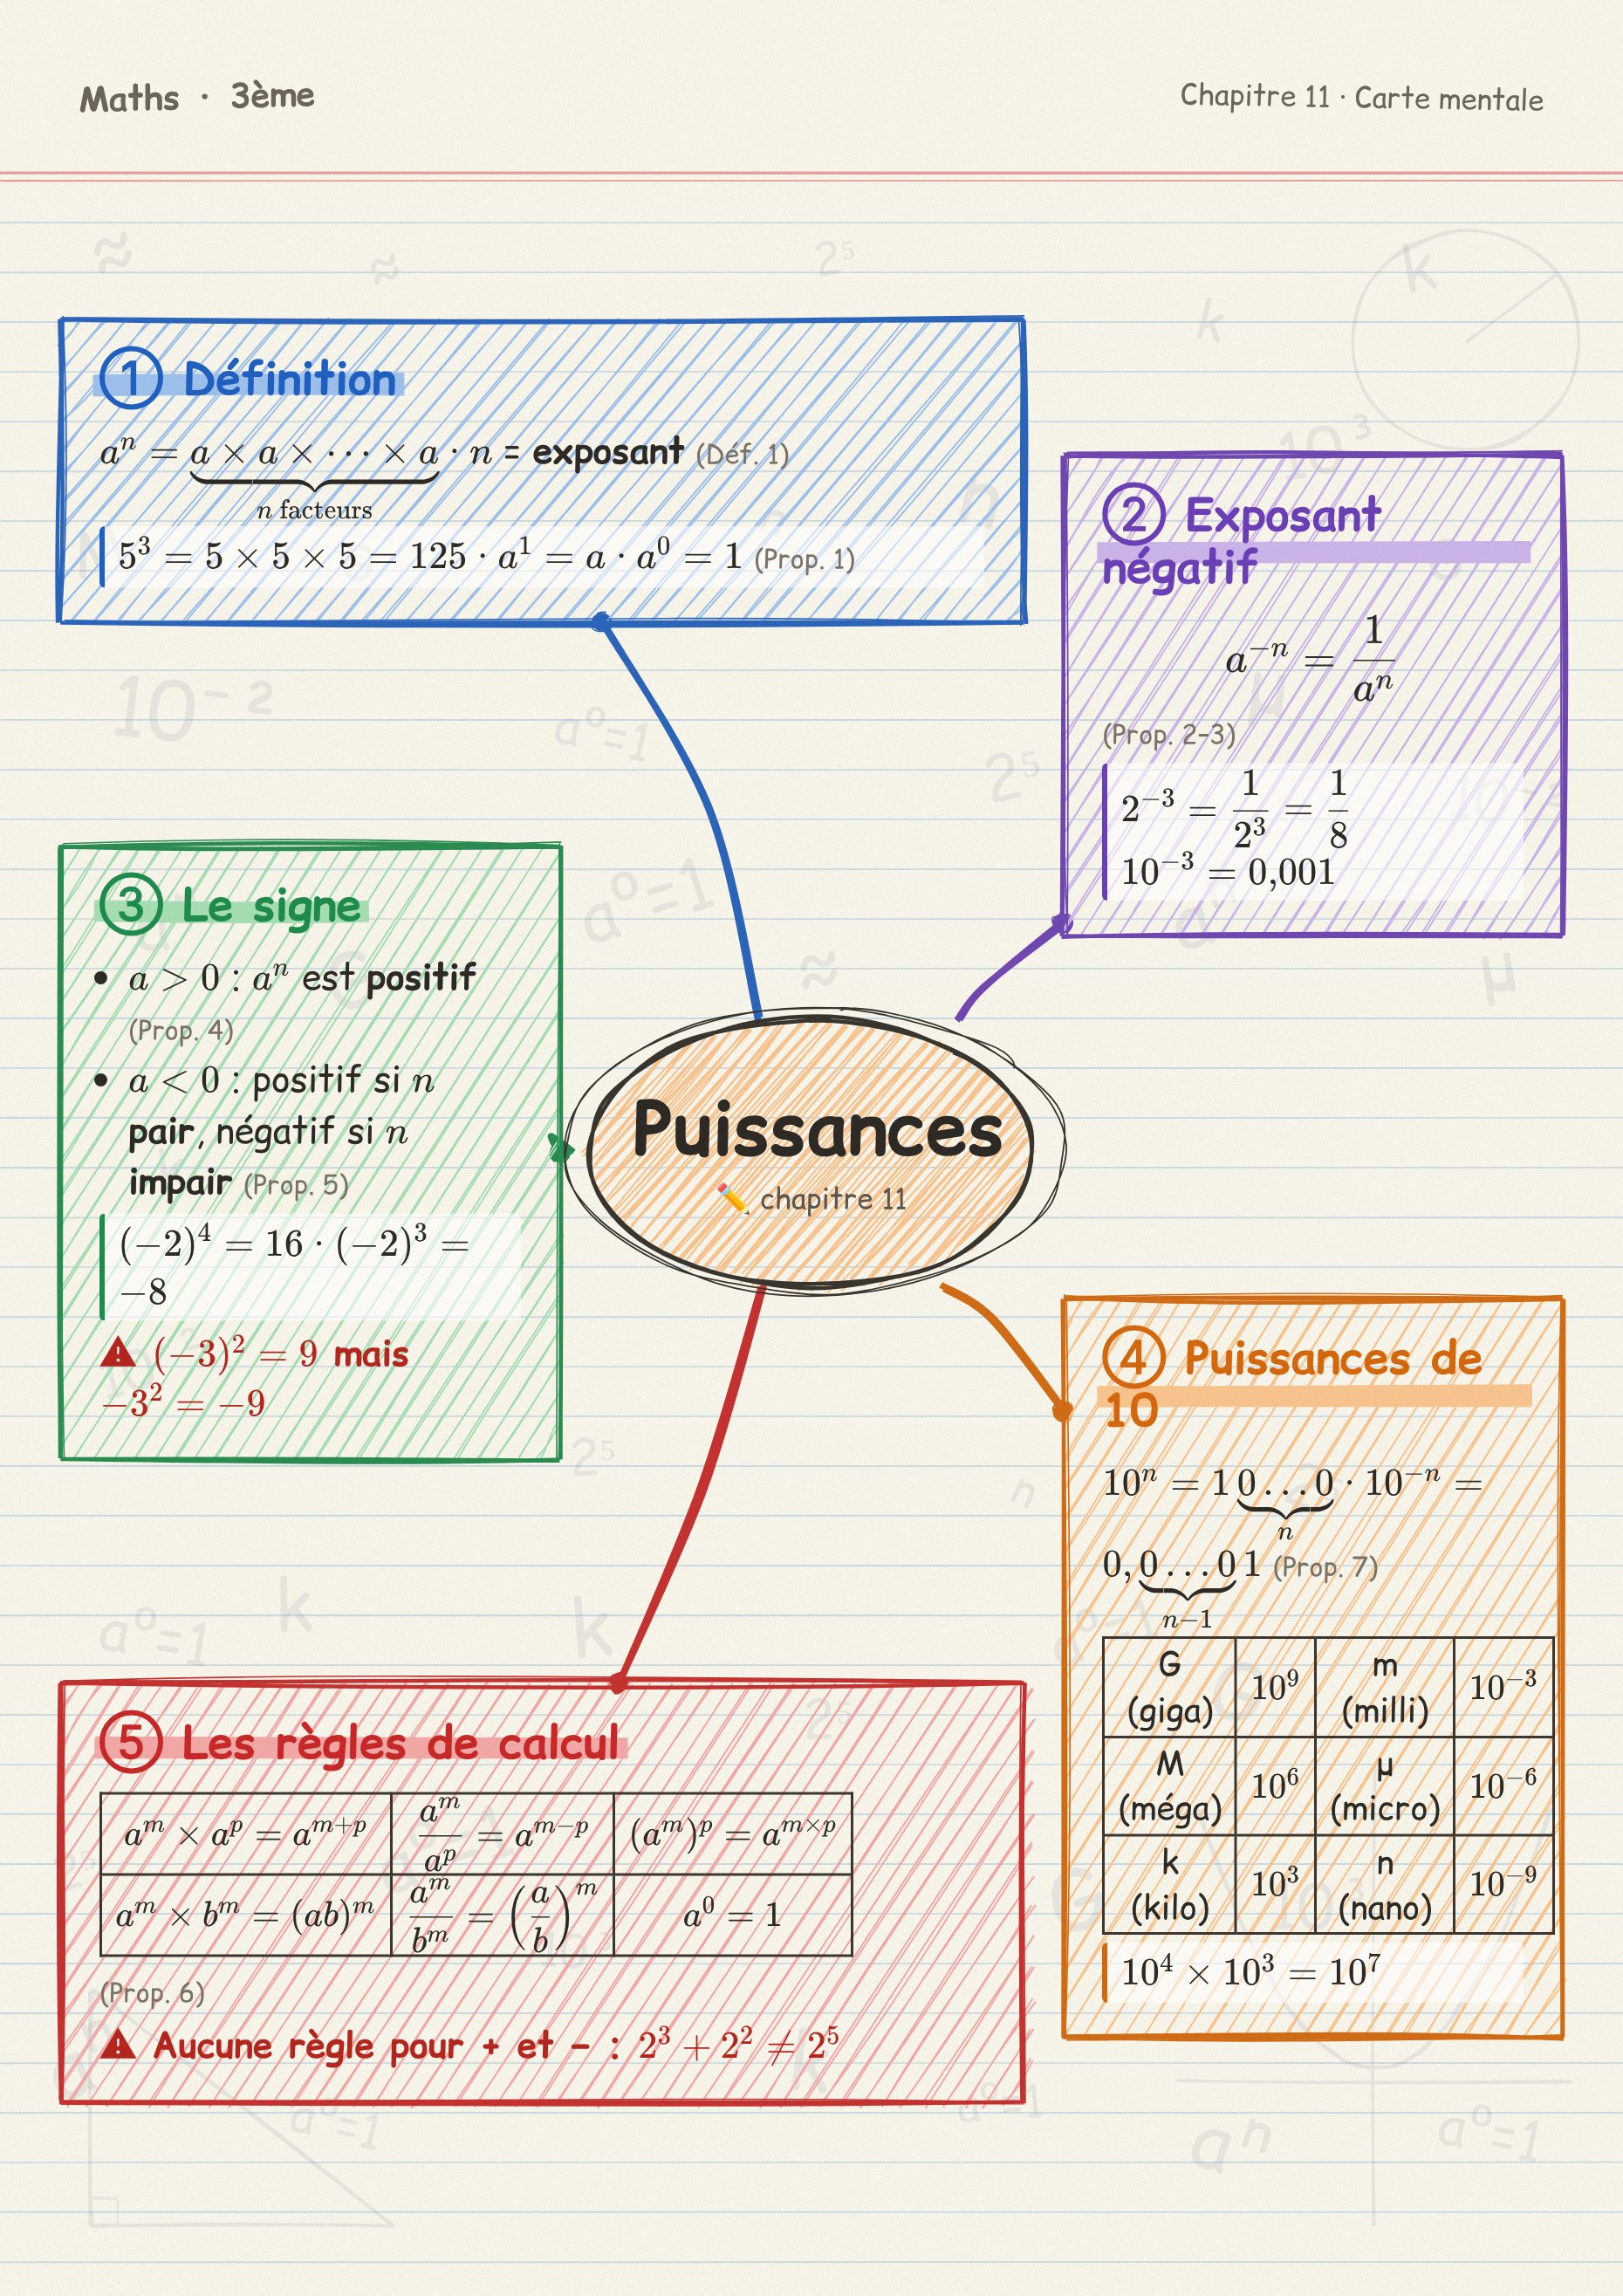 Maths · 3ème
Chapitre 11 · Carte mentale
① Définition
aⁿ = a × a × ⋯ × a · n = exposant (Déf. 1)
n facteurs
5³ = 5 × 5 × 5 = 125 · a¹ = a · a⁰ = 1 (Prop. 1)
② Exposant
négatif
a⁻ⁿ = 1/aⁿ
(Prop. 2-3)
2⁻³ = 1/2³ = 1/8
10⁻³ = 0,001
③ Le signe
• a > 0 : aⁿ est positif
(Prop. 4)
• a < 0 : positif si n
pair, négatif si n
impair (Prop. 5)
(−2)⁴ = 16 · (−2)³ =
−8
⚠ (−3)² = 9 mais
−3² = −9
Puissances
✏️ chapitre 11
④ Puissances de
10
10ⁿ = 1 0…0 · 10⁻ⁿ =
n
0, 0…0 1 (Prop. 7)
n−1
G (giga) 10⁹ m (milli) 10⁻³
M (méga) 10⁶ µ (micro) 10⁻⁶
k (kilo) 10³ n (nano) 10⁻⁹
10⁴ × 10³ = 10⁷
⑤ Les règles de calcul
aᵐ × aᵖ = aᵐ⁺ᵖ aᵐ/aᵖ = aᵐ⁻ᵖ (aᵐ)ᵖ = aᵐˣᵖ
aᵐ × bᵐ = (ab)ᵐ aᵐ/bᵐ = (a/b)ᵐ a⁰ = 1
(Prop. 6)
⚠ Aucune règle pour + et − : 2³ + 2² ≠ 2⁵